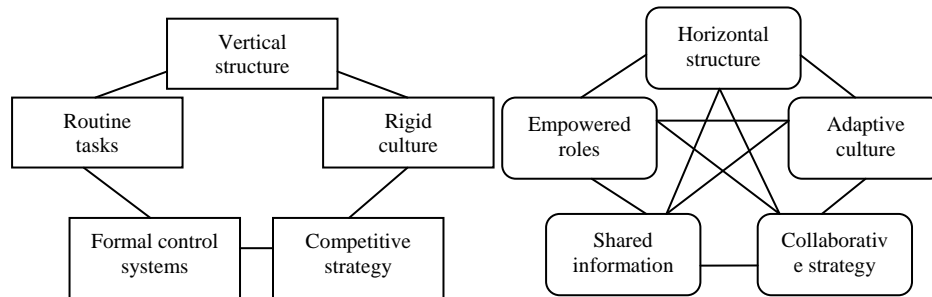 Vertical
structure
Routine
tasks
Rigid
culture
Formal control
systems
Competitive
strategy
Horizontal
structure
Empowered
roles
Adaptive
culture
Shared
information
Collaborativ
e strategy